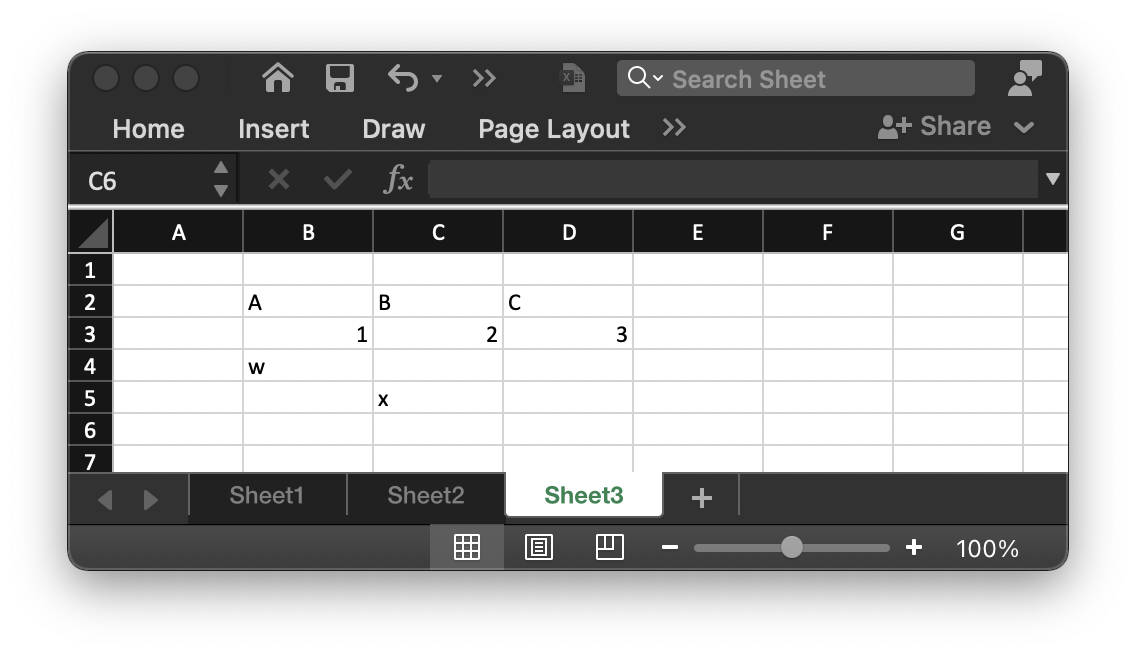 Search Sheet
Home Insert Draw Page Layout Share
C6 fx
A B C D E F G
1
2 A B C
3 1 2 3
4 w
5 x
6
7
Sheet1 Sheet2 Sheet3 +
100%